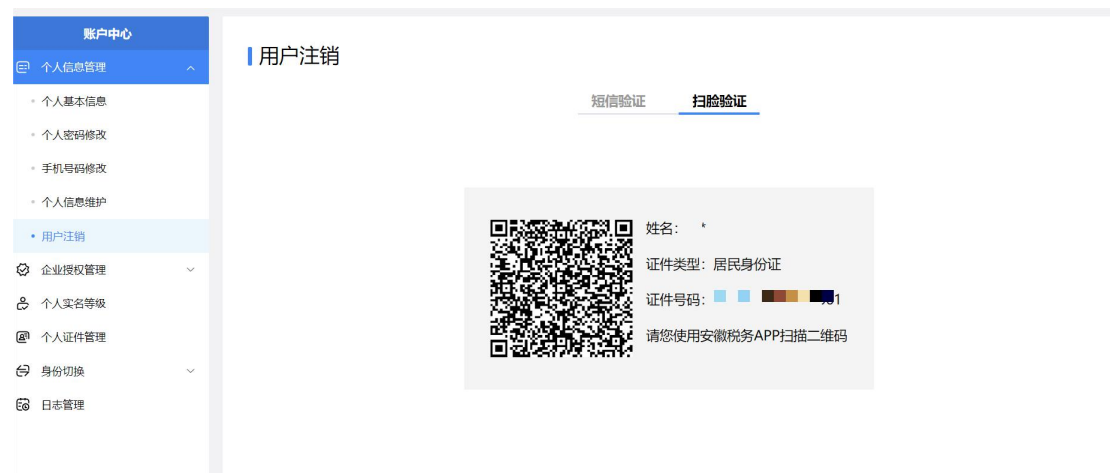 账户中心
个人信息管理
个人基本信息
个人密码修改
手机号码修改
个人信息维护
用户注销
企业授权管理
个人实名等级
个人证件管理
身份切换
日志管理
用户注销
短信验证 扫脸验证
姓名： *
证件类型：居民身份证
证件号码：
请您使用安徽税务APP扫描二维码